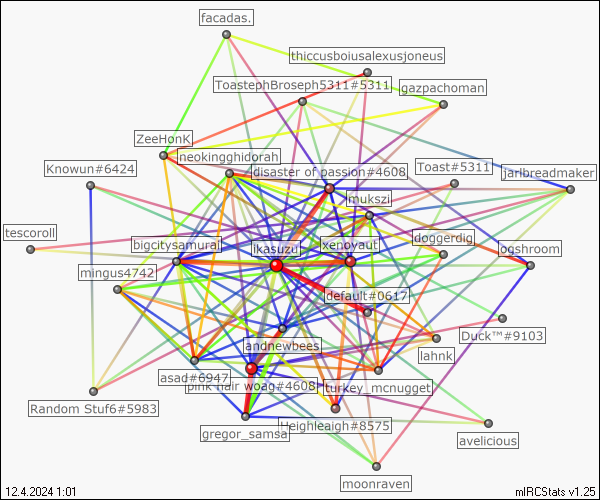 facadas.
thiccusboiusalexusjoneus
ToastephBroseph5311#5311
gazpachoman
ZeeHonK
neokingghidorah
Knowun#6424
disaster of passion#4608
Toast#5311
jarlbreadmaker
mukszi
tescoroll
bigcitysamurai
ikasuzu
xenoyaut
doggerdig
ogshroom
mingus4742
default#0617
Duck™#9103
landnewbees
lahnk
asad#6947
pink hair woag#4608
turkey_mcnugget
Random Stuf6#5983
gregor_samsa
Heighleaigh#8575
avelicious
moonraven
12.4.2024 1:01
mIRCStats v1.25